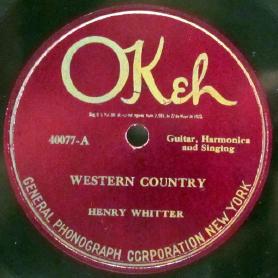 OKeh
40077-A
Guitar, Harmonica
and Singing
WESTERN COUNTRY
HENRY WHITTER
GENERAL PHONOGRAPH CORPORATION NEW YORK